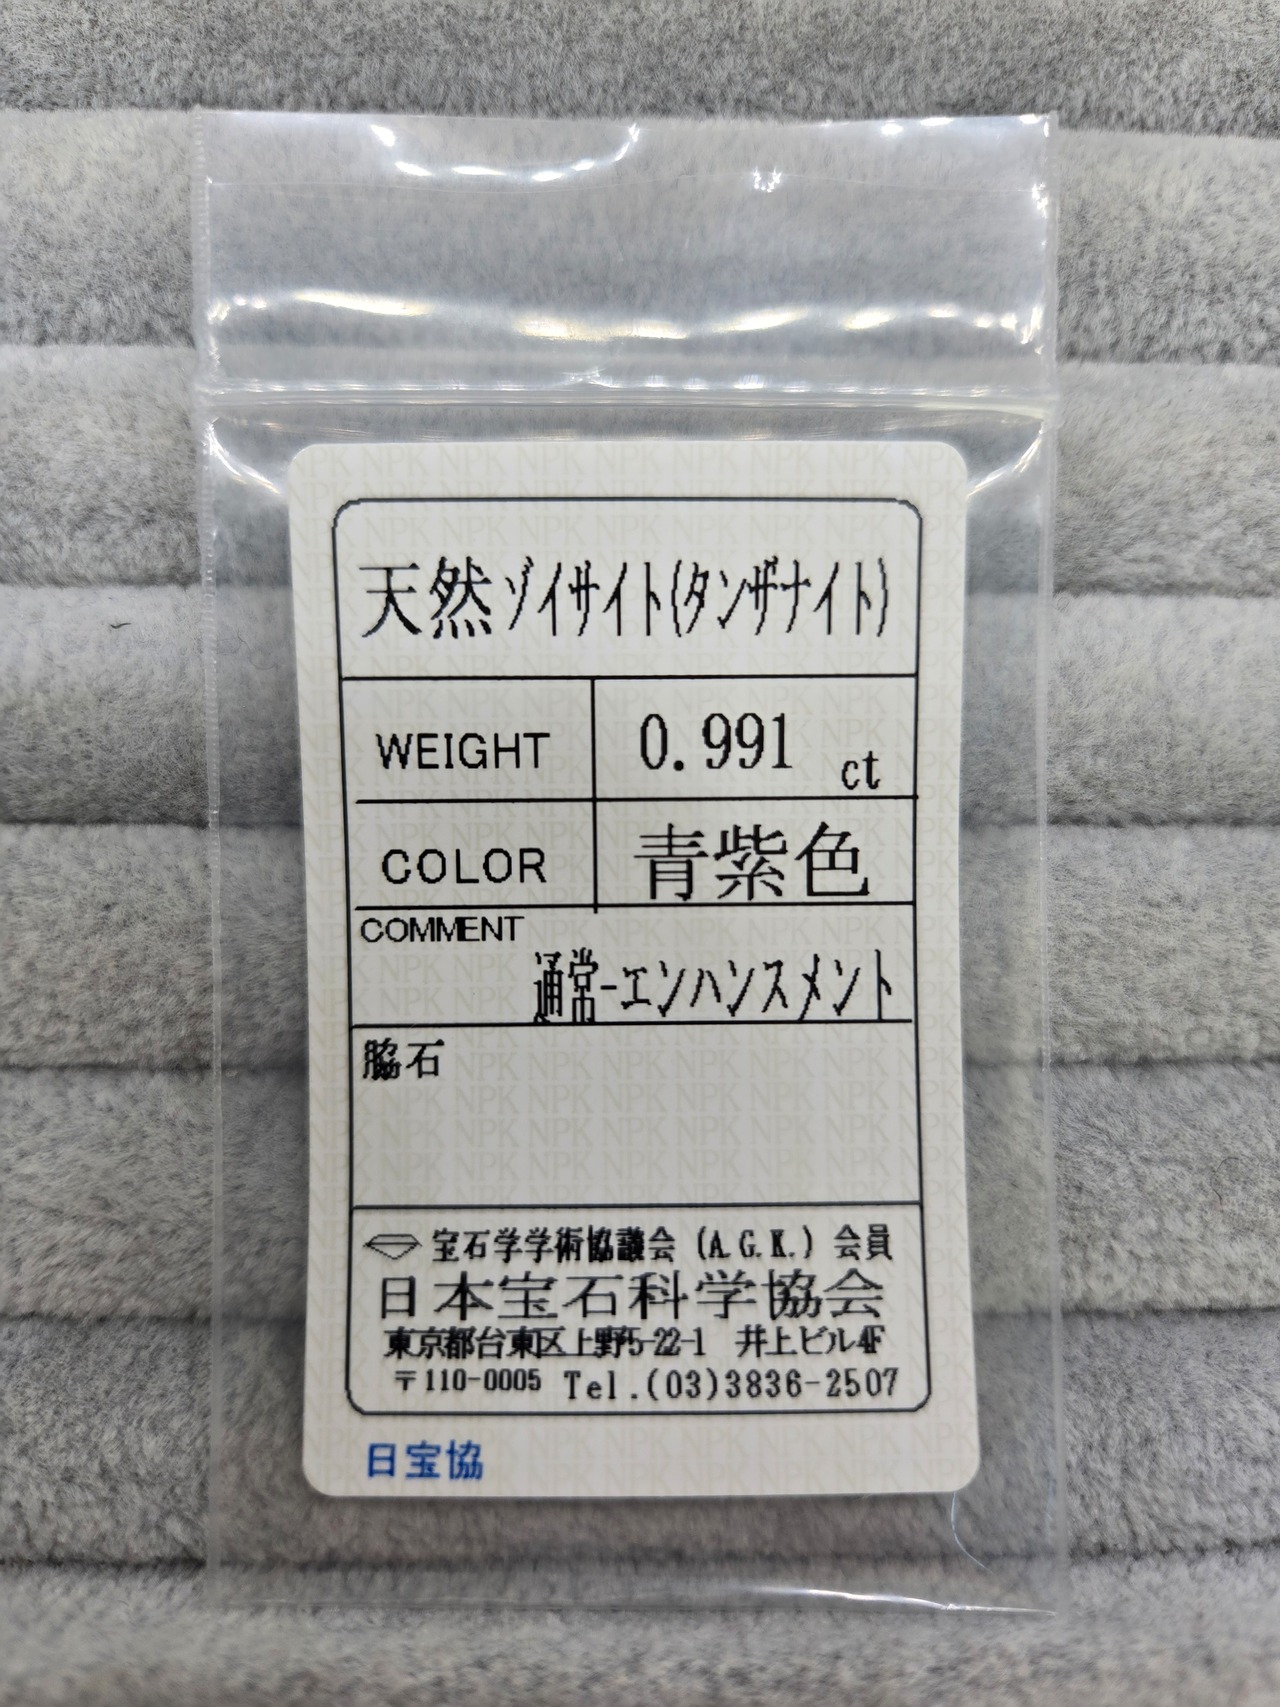 天然ゾイサイト(タンザナイト)
WEIGHT 0.991 ct
COLOR 青紫色
COMMENT
通常-エンハンスメント
脇石
宝石学学術協議会 (A.G.K.) 会員
日本宝石科学協会
東京都台東区上野5-22-1 井上ビル4F
〒110-0005 Tel.(03)3836-2507
日宝協